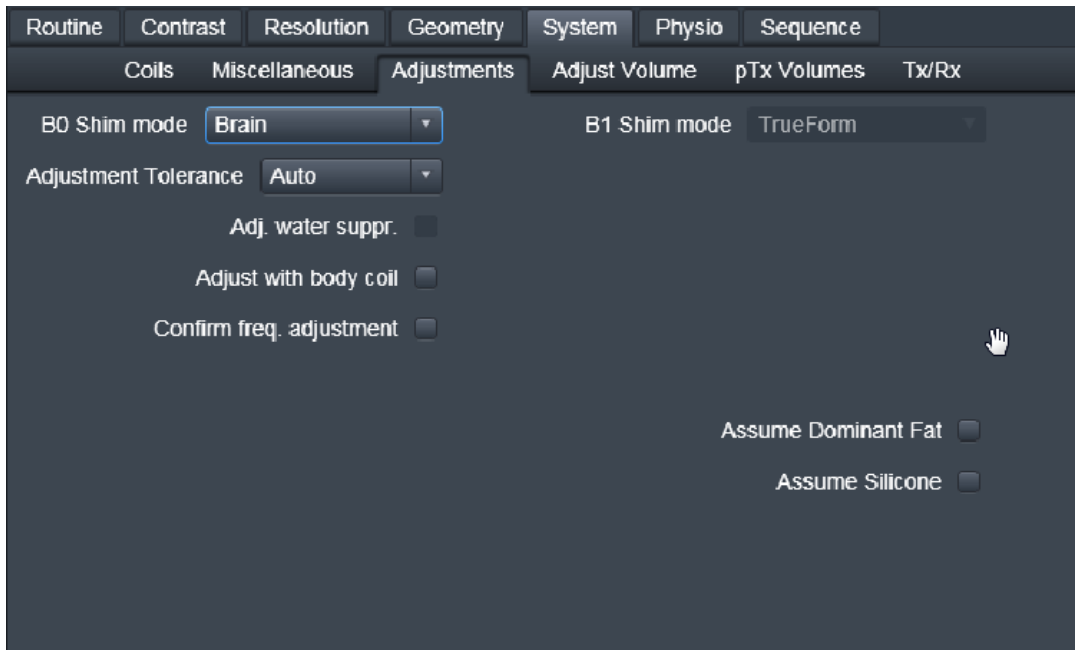 Routine Contrast Resolution Geometry System Physio Sequence
Coils Miscellaneous Adjustments Adjust Volume pTx Volumes Tx/Rx
B0 Shim mode Brain B1 Shim mode TrueForm
Adjustment Tolerance Auto
Adj. water suppr.
Adjust with body coil
Confirm freq. adjustment
Assume Dominant Fat
Assume Silicone